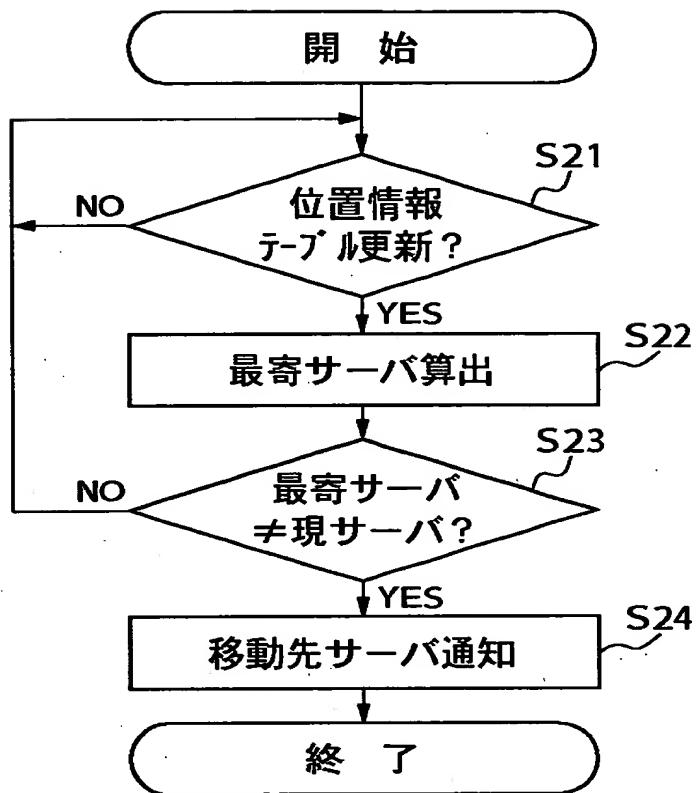 開 始
S21
NO
位置情報
テーブル更新?
YES
S22
最寄サーバ算出
S23
NO
最寄サーバ
≠現サーバ?
YES
S24
移動先サーバ通知
終 了